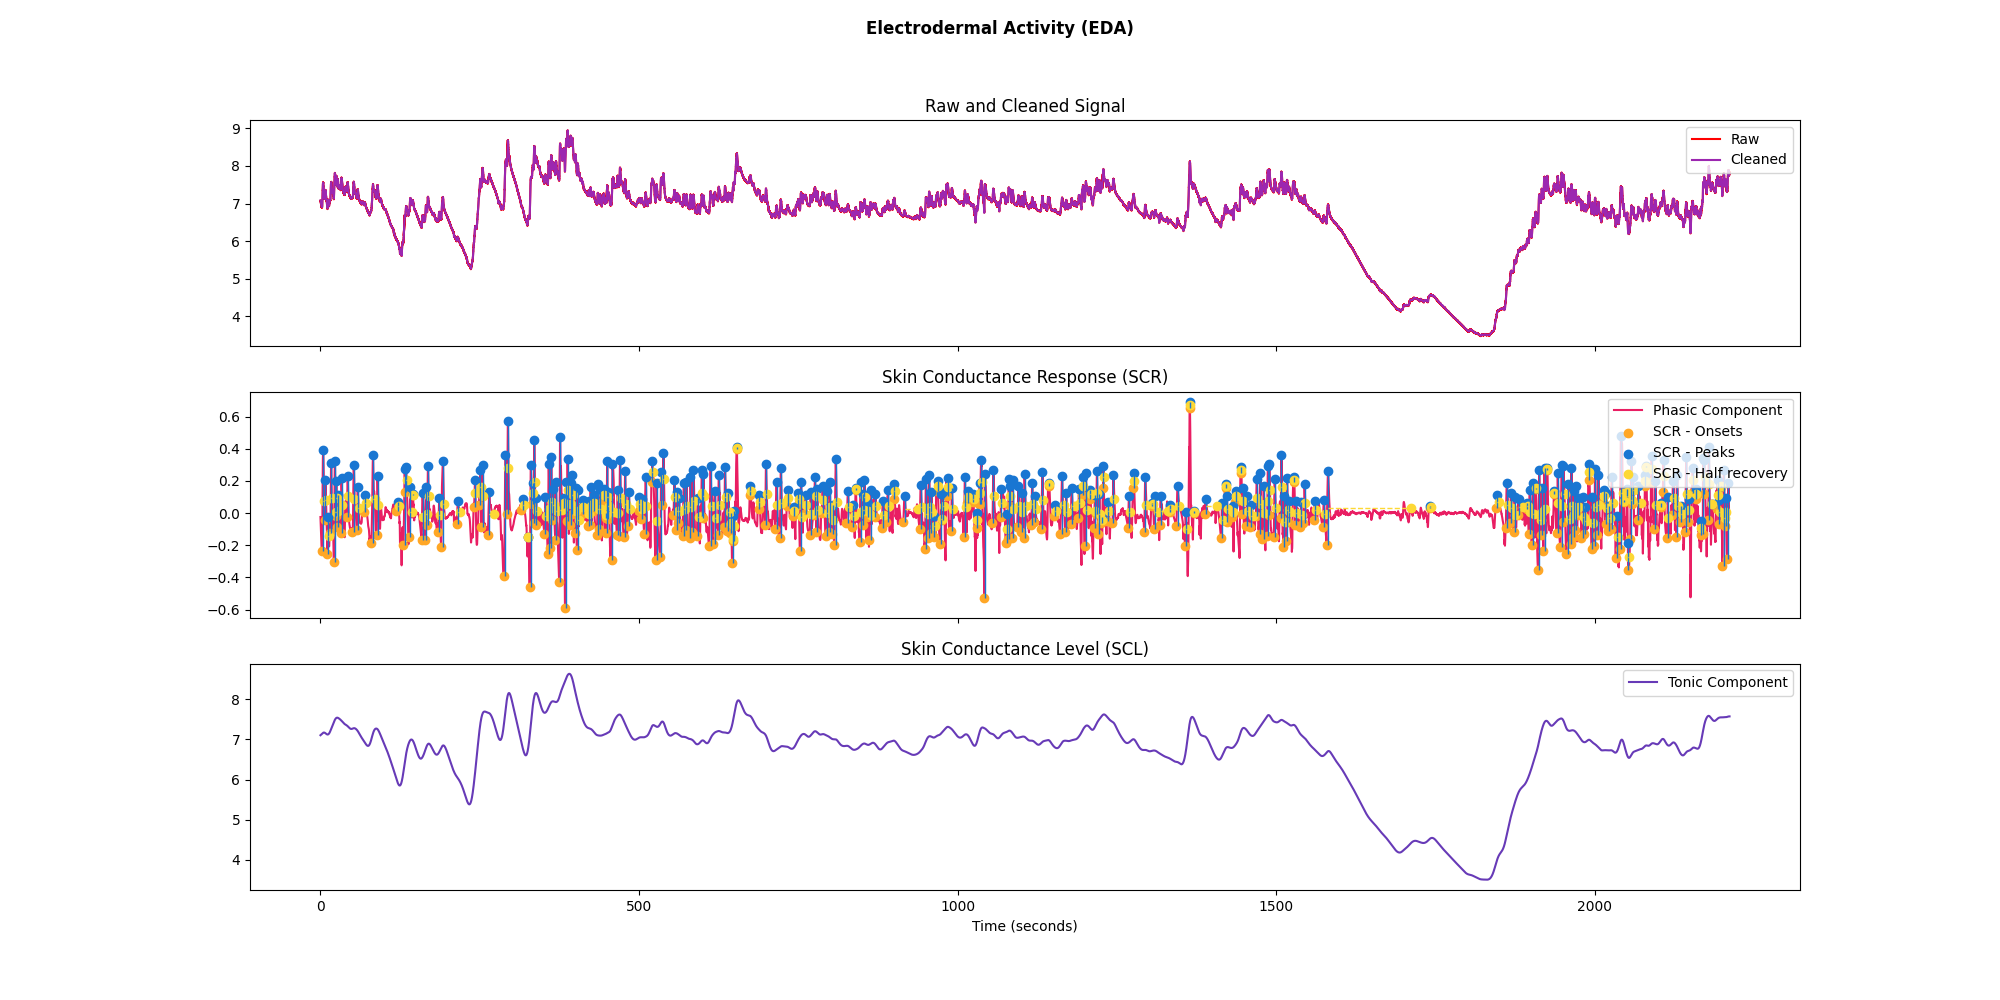 Electrodermal Activity (EDA)
Raw and Cleaned Signal
9
8
7
6
5
4
Raw
Cleaned
Skin Conductance Response (SCR)
0.6
0.4
0.2
0.0
−0.2
−0.4
−0.6
Phasic Component
SCR - Onsets
SCR - Peaks
SCR - Half recovery
Skin Conductance Level (SCL)
8
7
6
5
4
Tonic Component
0 500 1000 1500 2000
Time (seconds)